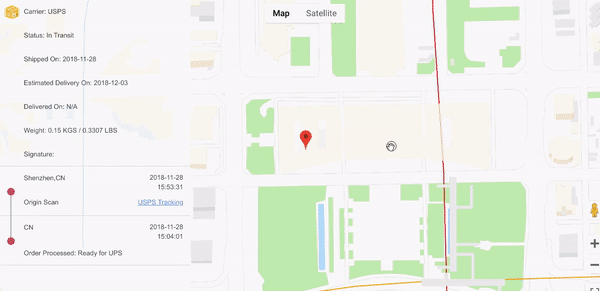 Carrier: USPS
Map Satellite
Status: In Transit
Shipped On: 2018-11-28
Estimated Delivery On: 2018-12-03
Delivered On: N/A
Weight: 0.15 KGS / 0.3307 LBS
Signature:
Shenzhen,CN 2018-11-28
15:53:31
Origin Scan USPS Tracking
CN 2018-11-28
15:04:01
Order Processed: Ready for UPS